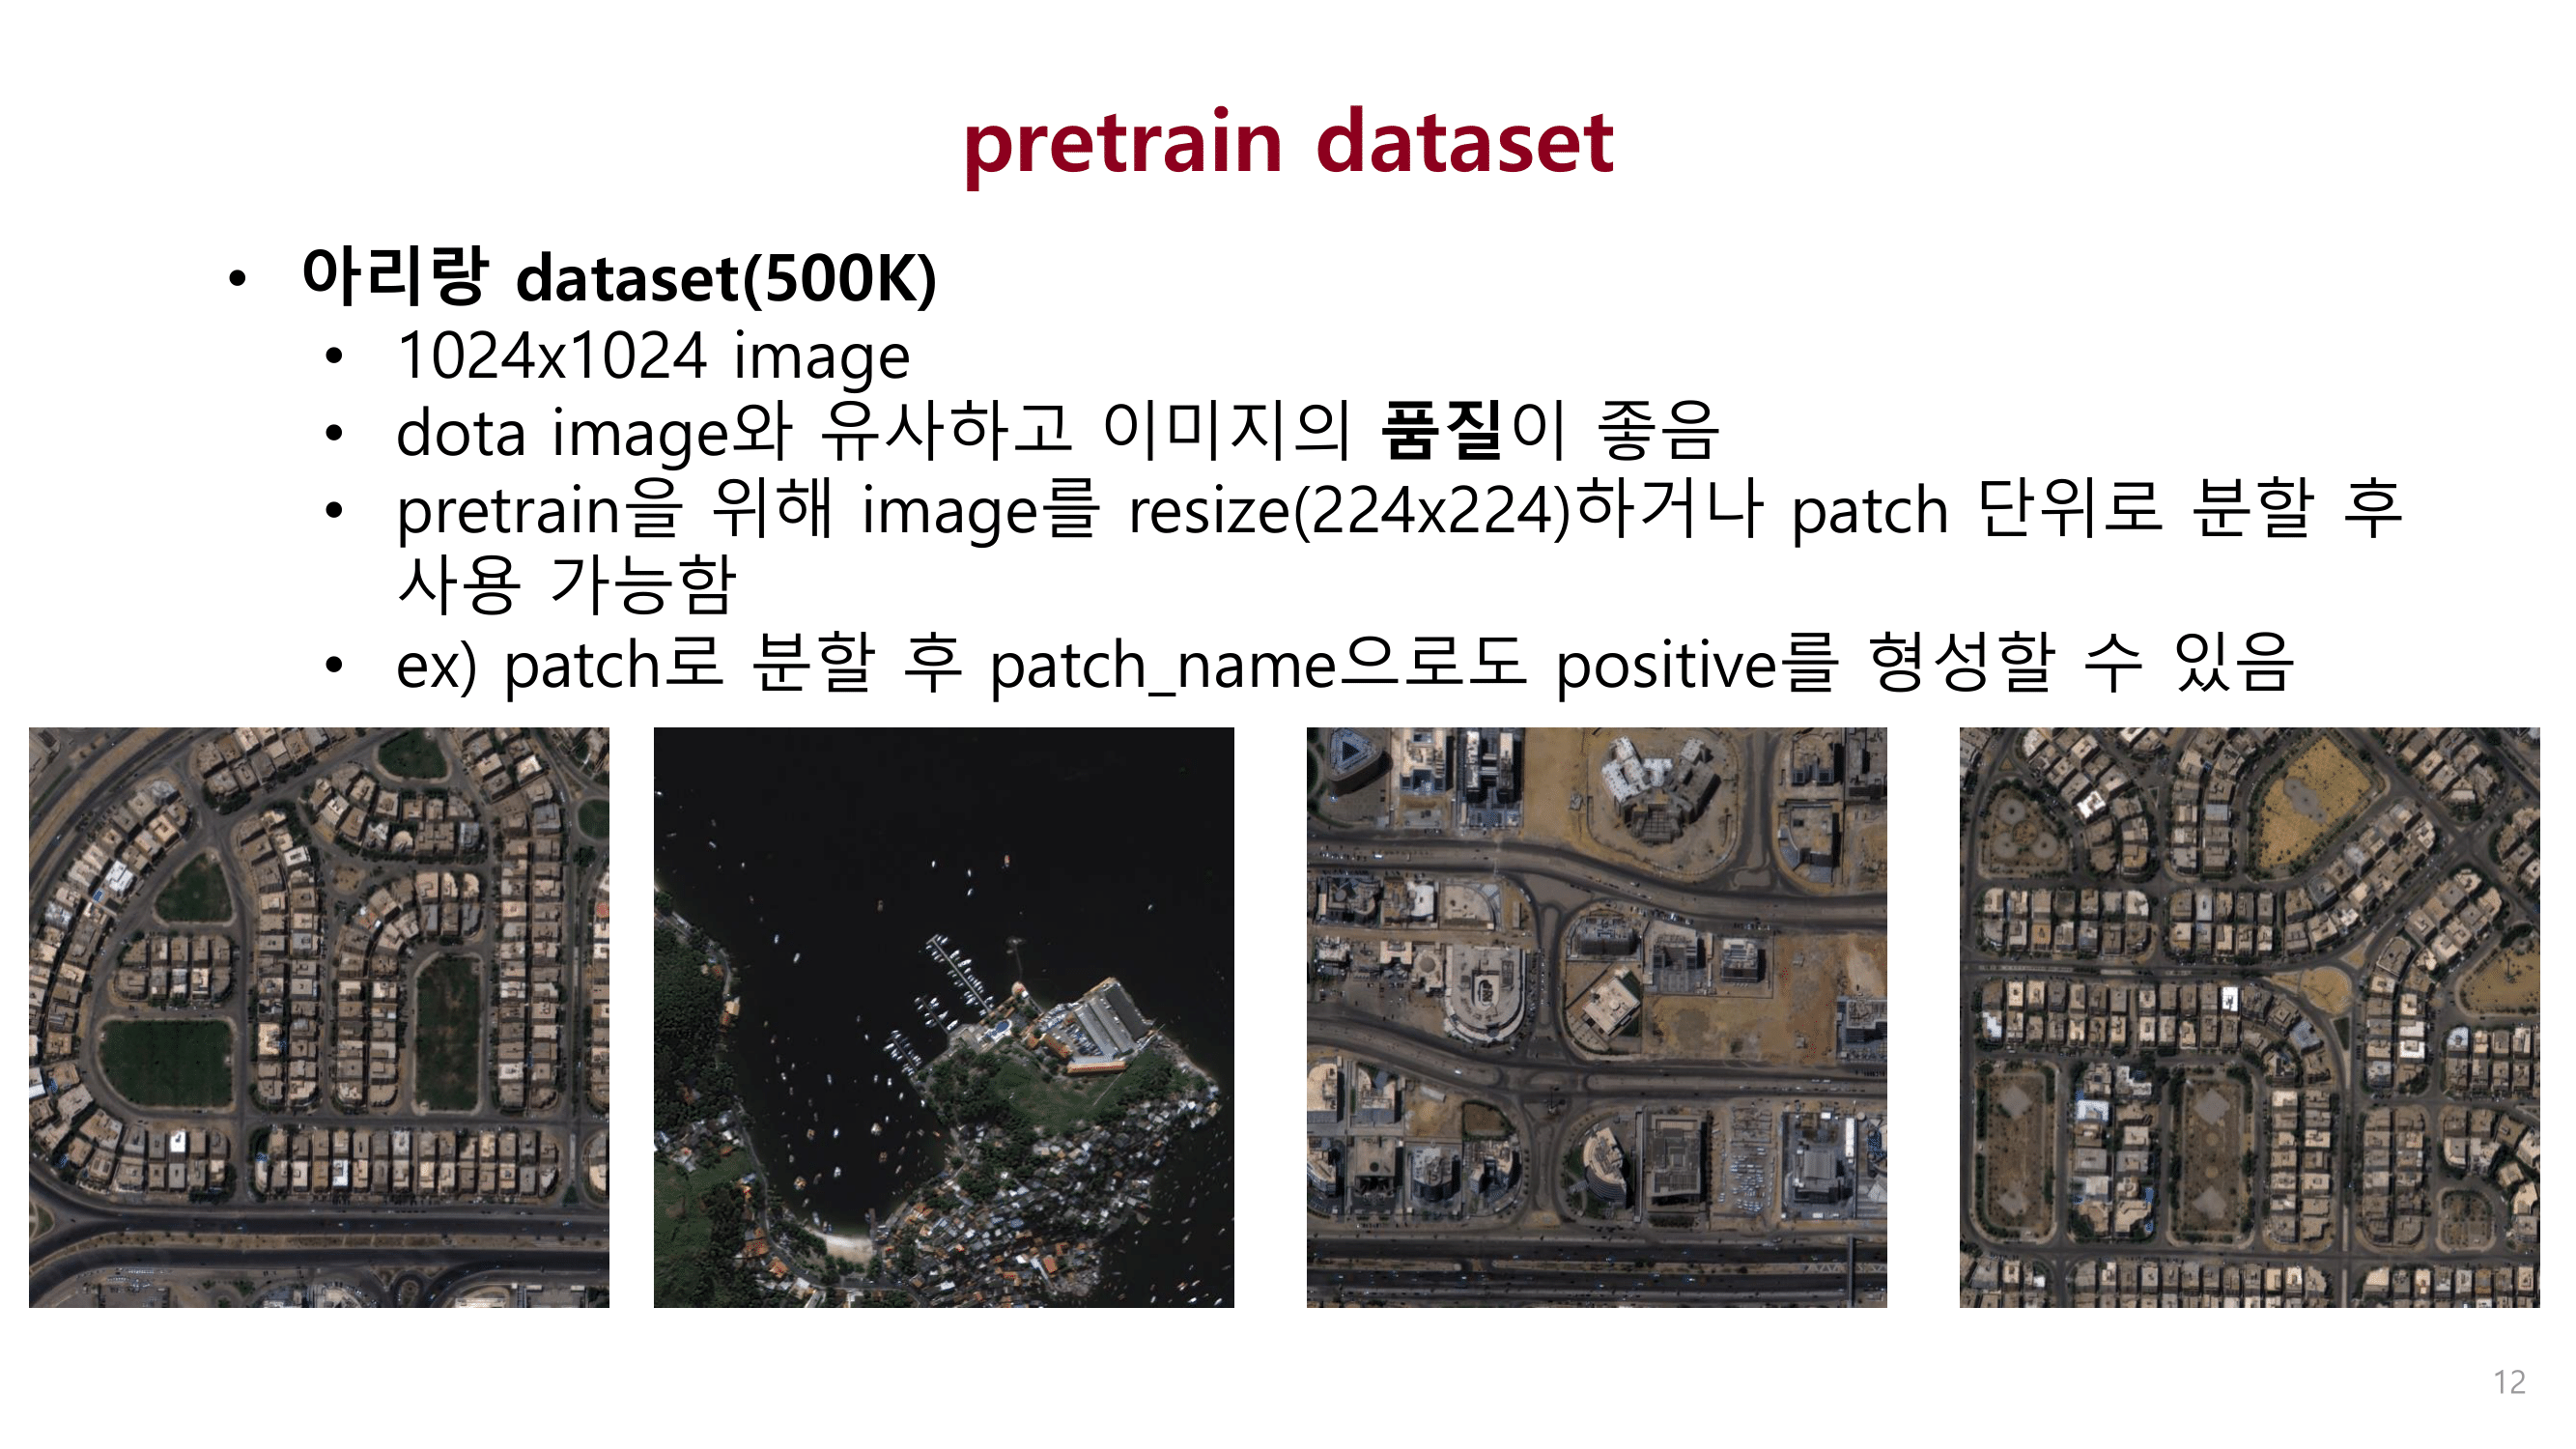 pretrain dataset
• 아리랑 dataset(500K)
• 1024x1024 image
• dota image와 유사하고 이미지의 품질이 좋음
• pretrain을 위해 image를 resize(224x224)하거나 patch 단위로 분할 후
사용 가능함
• ex) patch로 분할 후 patch_name으로도 positive를 형성할 수 있음
12